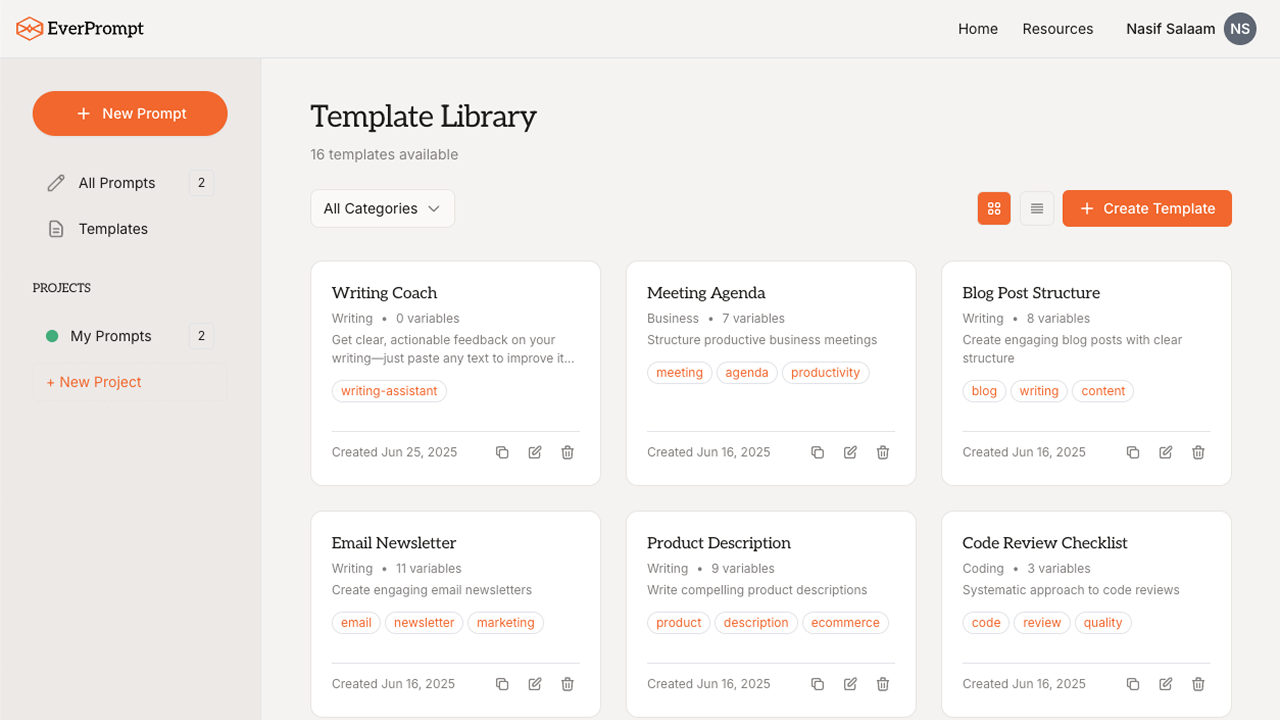 EverPrompt
Home Resources Nasif Salaam NS
+ New Prompt
All Prompts 2
Templates
PROJECTS
My Prompts 2
+ New Project
Template Library
16 templates available
All Categories
+ Create Template
Writing Coach
Writing • 0 variables
Get clear, actionable feedback on your
writing—just paste any text to improve it...
writing-assistant
Created Jun 25, 2025
Meeting Agenda
Business • 7 variables
Structure productive business meetings
meeting agenda productivity
Created Jun 16, 2025
Blog Post Structure
Writing • 8 variables
Create engaging blog posts with clear
structure
blog writing content
Created Jun 16, 2025
Email Newsletter
Writing • 11 variables
Create engaging email newsletters
email newsletter marketing
Created Jun 16, 2025
Product Description
Writing • 9 variables
Write compelling product descriptions
product description ecommerce
Created Jun 16, 2025
Code Review Checklist
Coding • 3 variables
Systematic approach to code reviews
code review quality
Created Jun 16, 2025